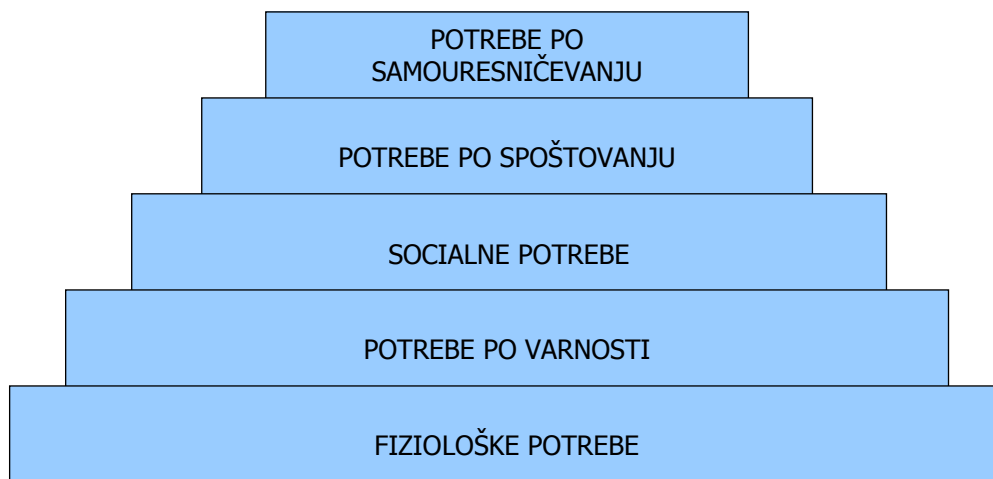 POTREBE PO
SAMOURESNIČEVANJU
POTREBE PO SPOŠTOVANJU
SOCIALNE POTREBE
POTREBE PO VARNOSTI
FIZIOLOŠKE POTREBE